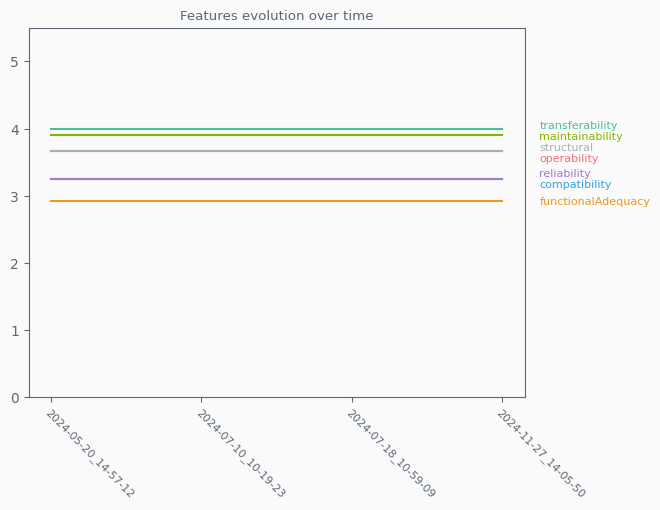 Features evolution over time
5
4
3
2
1
0
transferability
maintainability
structural
operability
reliability
compatibility
functionalAdequacy
2024-05-20_14-57-12
2024-07-10_10-19-23
2024-07-18_10-59-09
2024-11-27_14-05-50